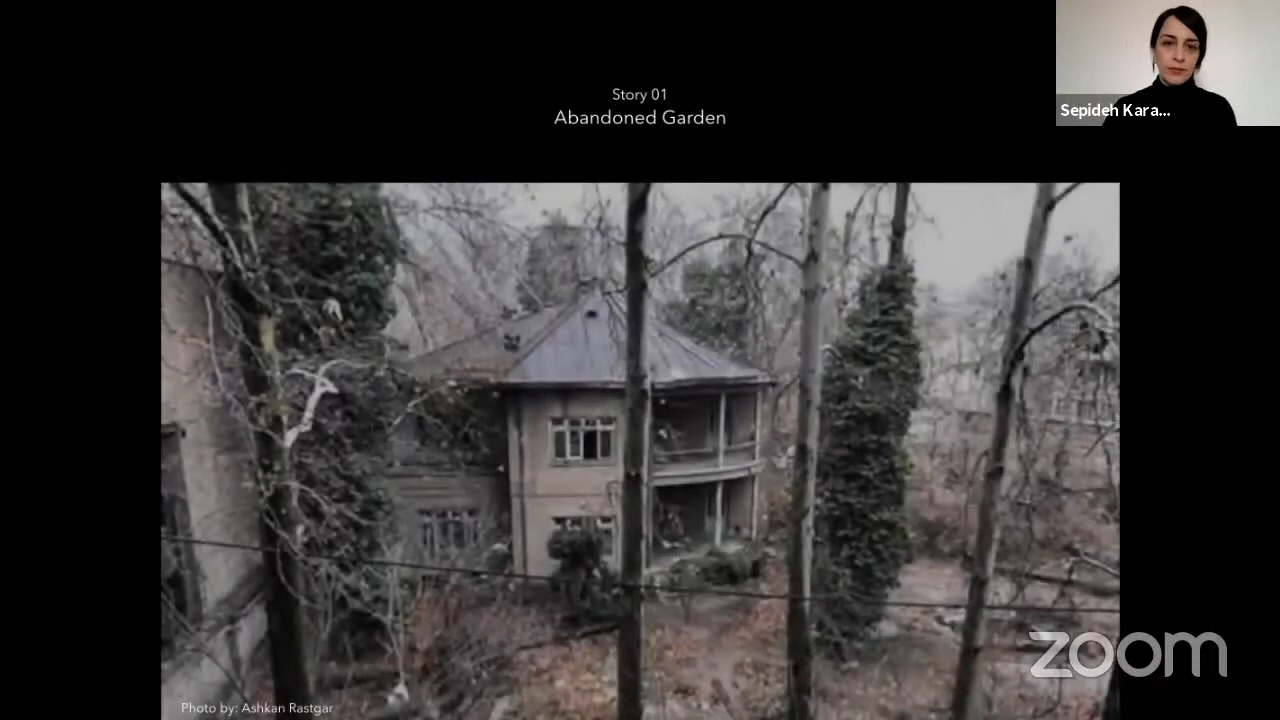 Story 01
Abandoned Garden
Sepideh Kara...
zoom
Photo by: Ashkan Rastgar